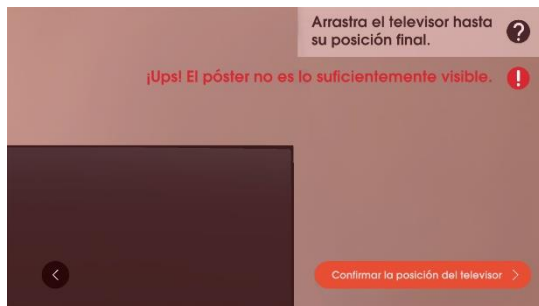 Arrastra el televisor hasta
su posición final.
¡Ups! El póster no es lo suficientemente visible.
Confirmar la posición del televisor